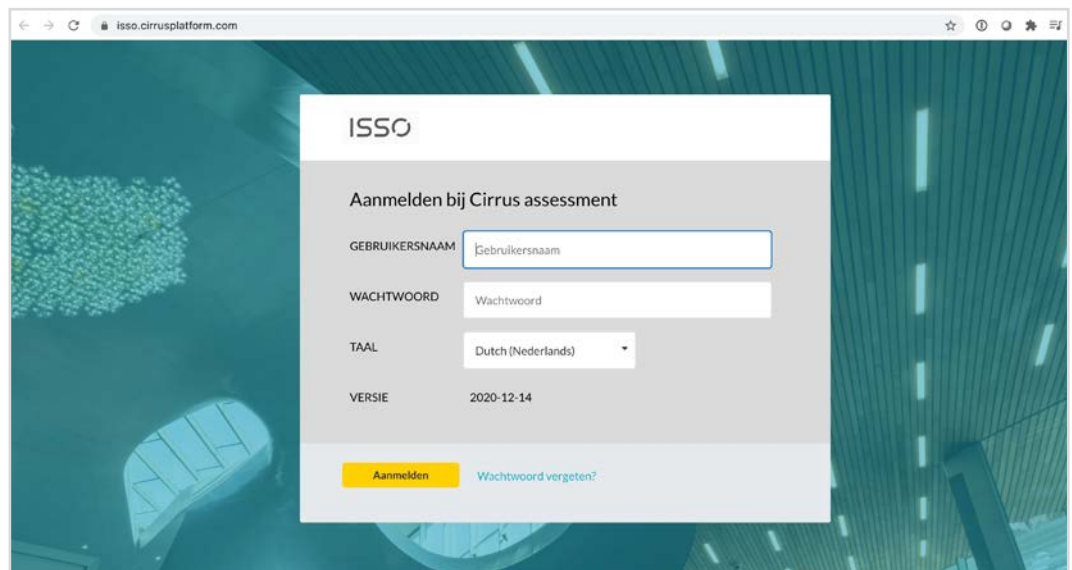 isso.cirrusplatform.com
ISSO
Aanmelden bij Cirrus assessment
GEBRUIKERSNAAM Gebruikersnaam
WACHTWOORD Wachtwoord
TAAL Dutch (Nederlands)
VERSIE 2020-12-14
Aanmelden Wachtwoord vergeten?